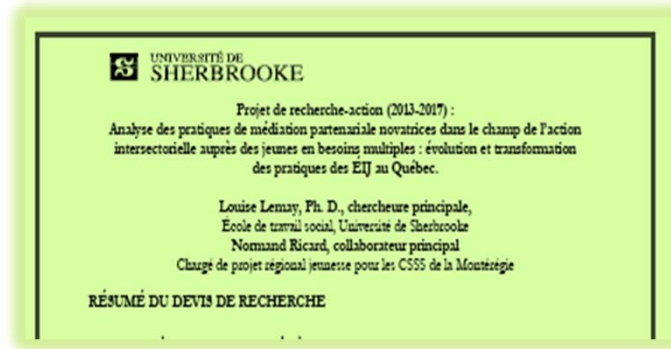 UNIVERSITÉ DE
SHERBROOKE
Projet de recherche-action (2013-2017) :
Analyse des pratiques de médiation partenariale novatrices dans le champ de l'action
intersectorielle auprès des jeunes en besoins multiples : évolution et transformation
des pratiques des ÉIJ au Québec.
Louise Lemay, Ph. D., chercheure principale,
École de travail social, Université de Sherbrooke
Normand Ricard, collaborateur principal
Chargé de projet régional jeunesse pour les CSSS de la Montérégie
RÉSUMÉ DU DEVIS DE RECHERCHE